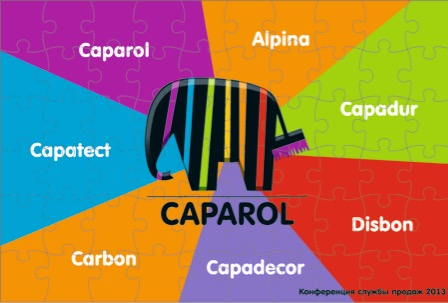 Caparol
Alpina
Capadur
Capatect
CAPAROL
Disbon
Carbon
Capadecor
Конференция службы продаж 2013